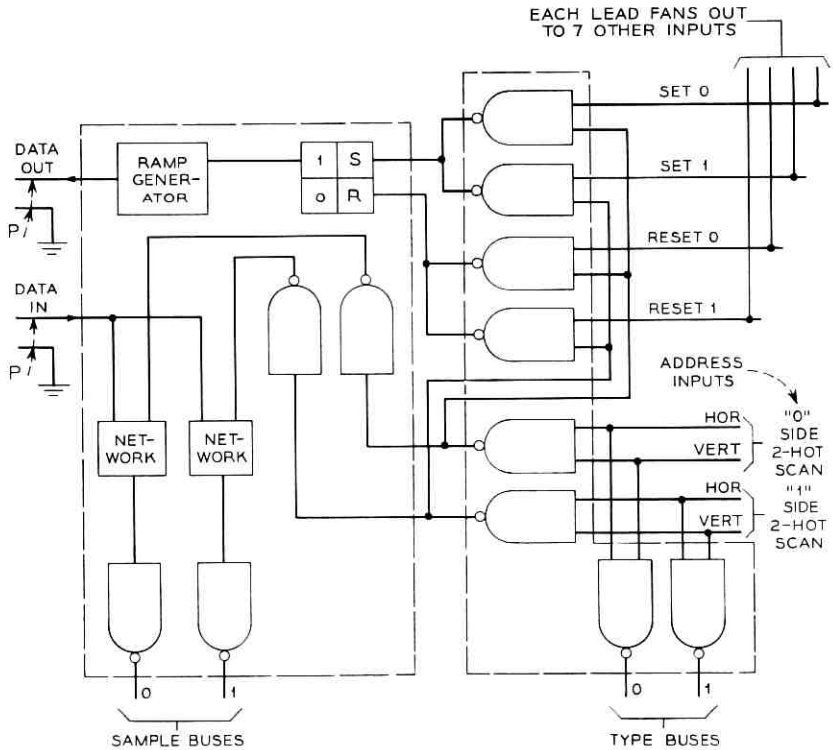 EACH LEAD FANS OUT
TO 7 OTHER INPUTS
SET 0
DATA
OUT
RAMP
GENER-
ATOR
1 S
0 R
SET 1
P
RESET 0
DATA
IN
RESET 1
P
ADDRESS
INPUTS
HOR
VERT
"0"
SIDE
2-HOT
SCAN
NET-
WORK
NET-
WORK
HOR
VERT
"1"
SIDE
2-HOT
SCAN
0 1
SAMPLE BUSES
0 1
TYPE BUSES